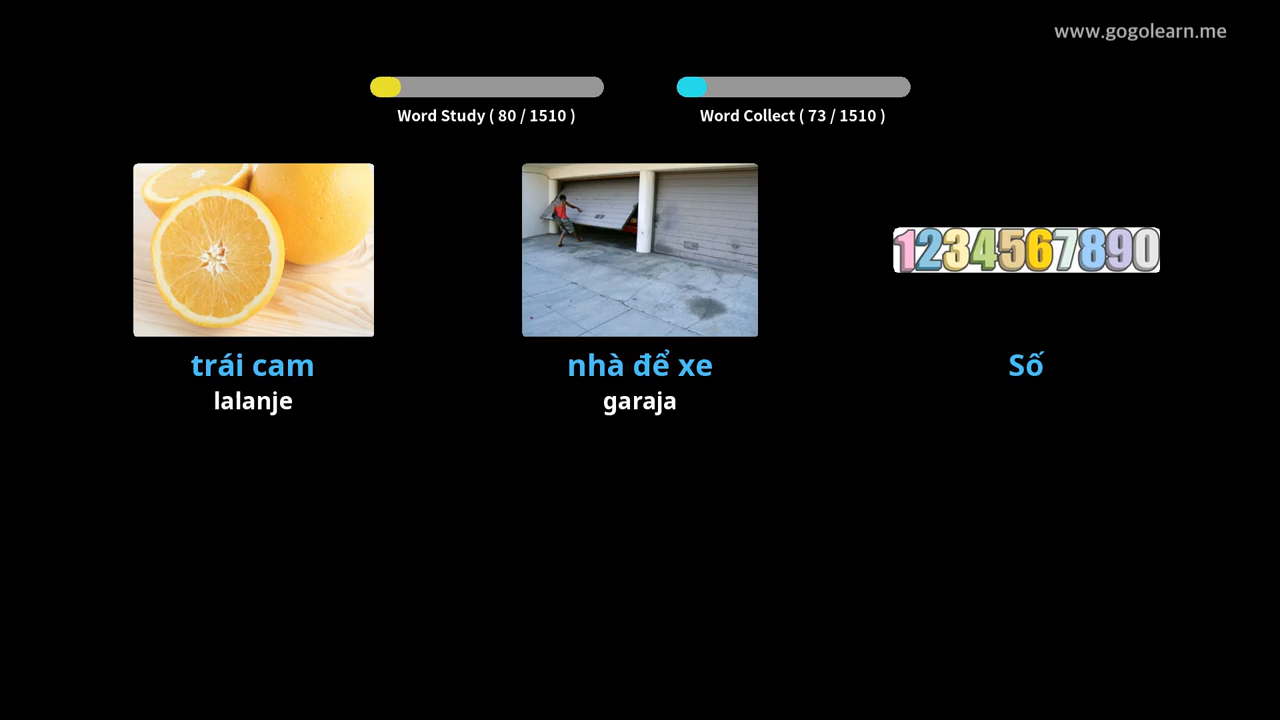 www.gogolearn.me
Word Study ( 80 / 1510 )
Word Collect ( 73 / 1510 )
1234567890
trái cam
lalanje
nhà để xe
garaja
Số